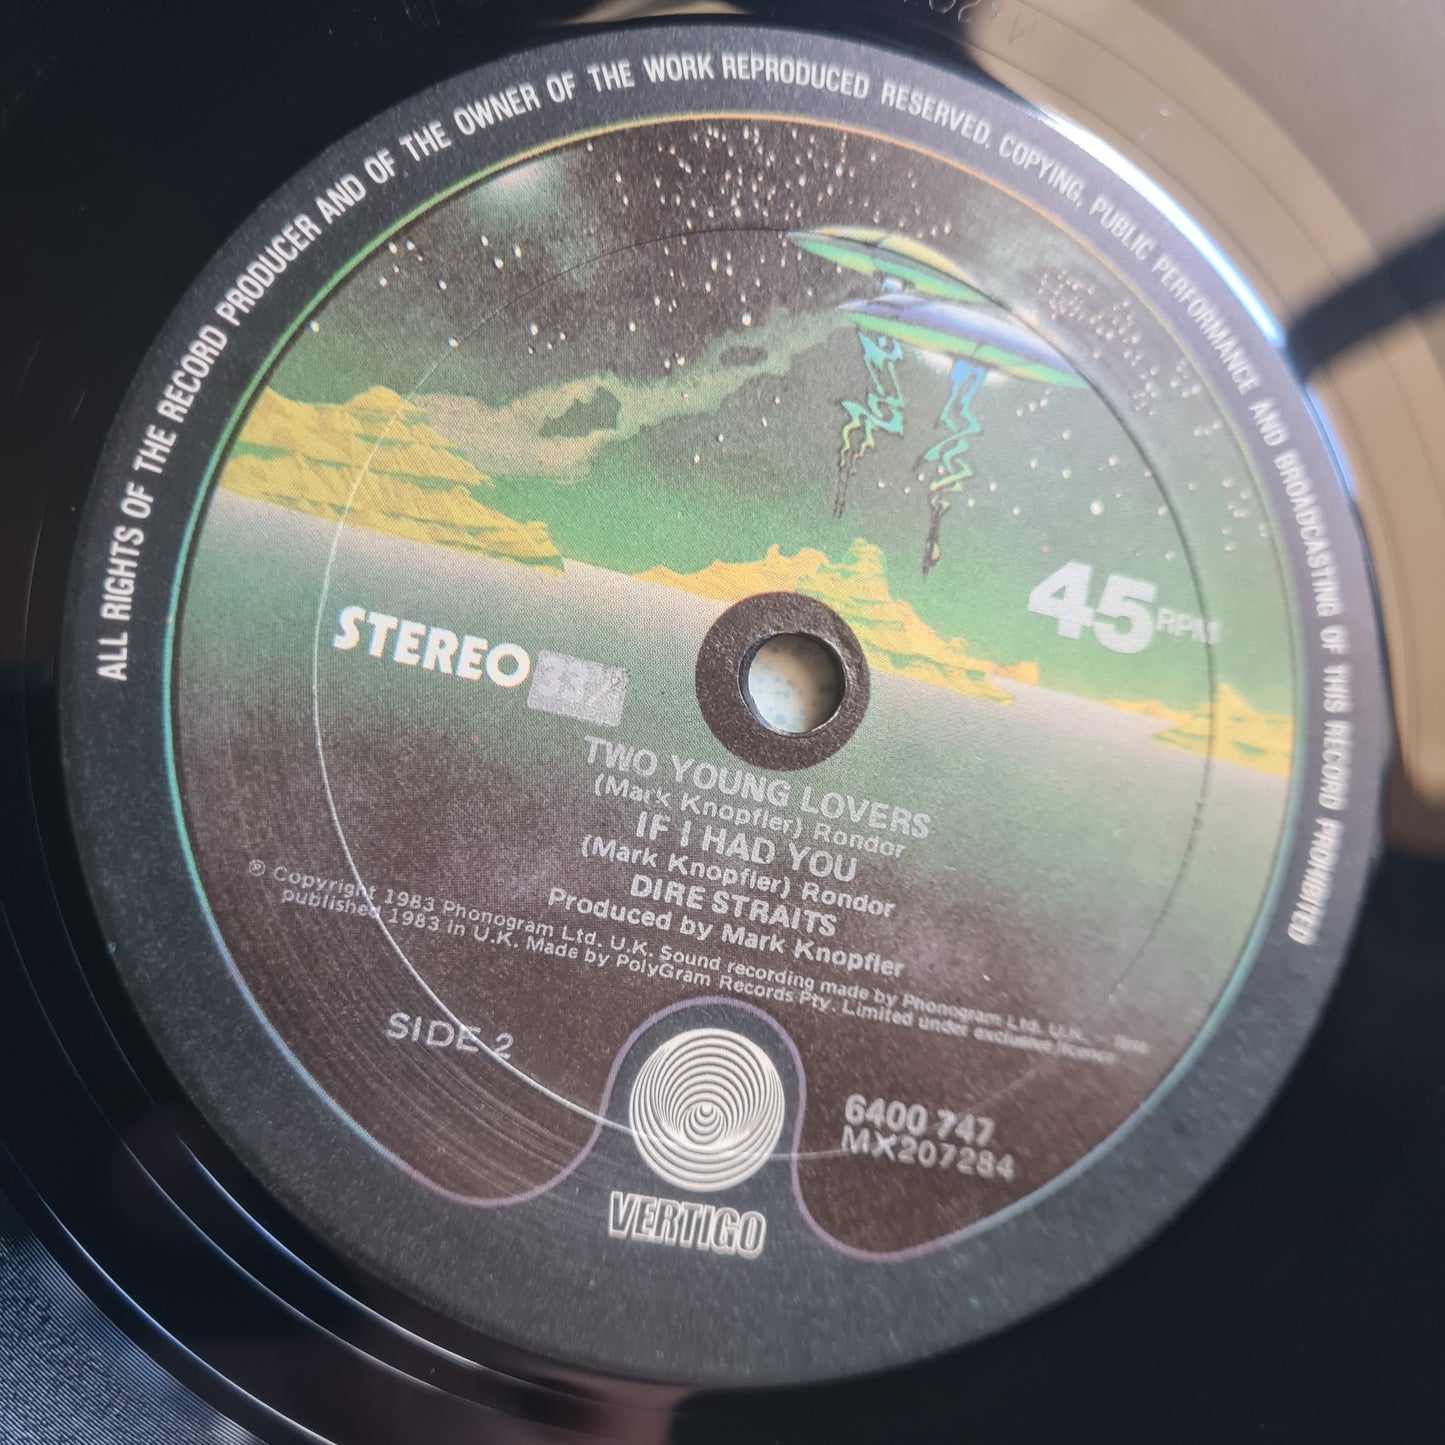 ALL RIGHTS OF THE RECORD PRODUCER AND OF THE OWNER OF THE WORK REPRODUCED RESERVED. COPYING, PUBLIC PERFORMANCE AND BROADCASTING OF THIS RECORD PROHIBITED
45 RPM
STEREO 33⅓
TWO YOUNG LOVERS
(Mark Knopfler) Rondor
IF I HAD YOU
(Mark Knopfler) Rondor
DIRE STRAITS
Produced by Mark Knopfler
℗ Copyright 1983 Phonogram Ltd. U.K. Sound recording made by Phonogram Ltd. U.K.
published 1983 in U.K. Made by PolyGram Records Pty. Limited under exclusive licence
SIDE 2
6400 747
MX207284
VERTIGO